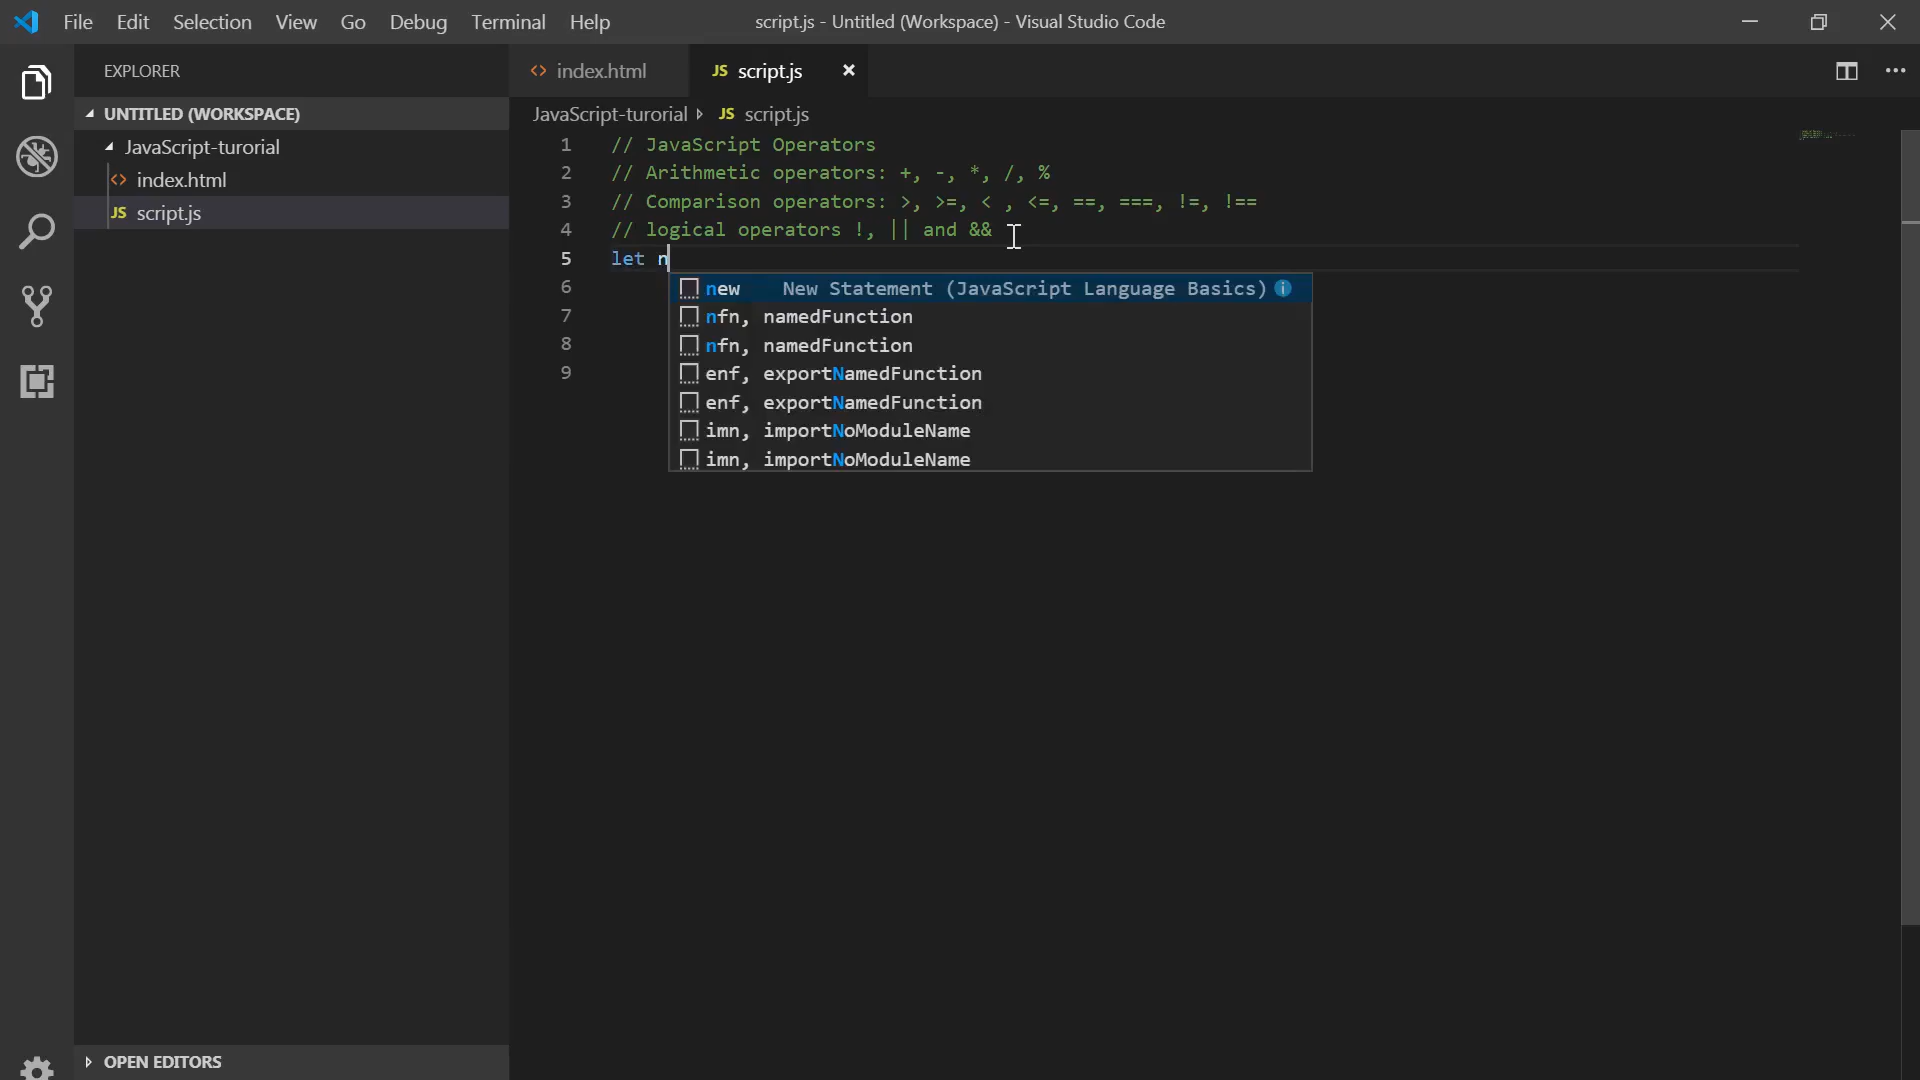 File Edit Selection View Go Debug Terminal Help
script.js - Untitled (Workspace) - Visual Studio Code
EXPLORER
UNTITLED (WORKSPACE)
JavaScript-turorial
<> index.html
JS script.js
OPEN EDITORS
<> index.html JS script.js ×
JavaScript-turorial JS script.js
1 // JavaScript Operators
2 // Arithmetic operators: +, -, *, /, %
3 // Comparison operators: >, >=, < , <=, ==, ===, !=, !==
4 // logical operators !, || and &&
5 let n
6
7
8
9
new New Statement (JavaScript Language Basics)
nfn, namedFunction
nfn, namedFunction
enf, exportNamedFunction
enf, exportNamedFunction
imn, importNoModuleName
imn, importNoModuleName